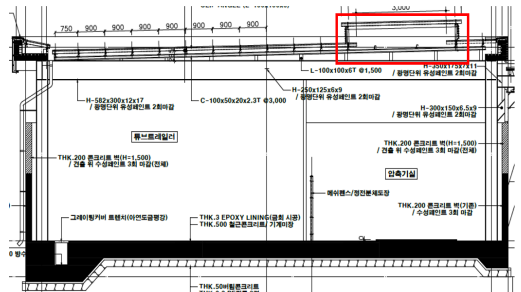 3,000
750 900 900 900 900 900
L-100x100x6T @1,500
H-350x175x7x11
/ 광명단위 유성페인트 2회마감
H-250x125x6x9
/ 광명단위 유성페인트 2회마감
H-582x300x12x17
/ 광명단위 유성페인트 2회마감
C-100x50x20x2.3T @3,000
H-300x150x6.5x9
/ 광명단위 유성페인트 2회마감
튜브트레일러
THK.200 콘크리트 벽(H=1,500)
/ 견출 위 수성페인트 3회 마감(전체)
THK.200 콘크리트 벽(H=1,500)
/ 견출 위 수성페인트 3회 마감(전체)
압축기실
메쉬펜스/정전분체도장
THK.200 콘크리트 벽(기존)
/ 수성페인트 3회 마감
그레이팅커버 트렌치(아연도금평강)
THK.3 EPOXY LINING(금회 시공)
THK.500 철근콘크리트/ 기계미장
THK.50버림콘크리트